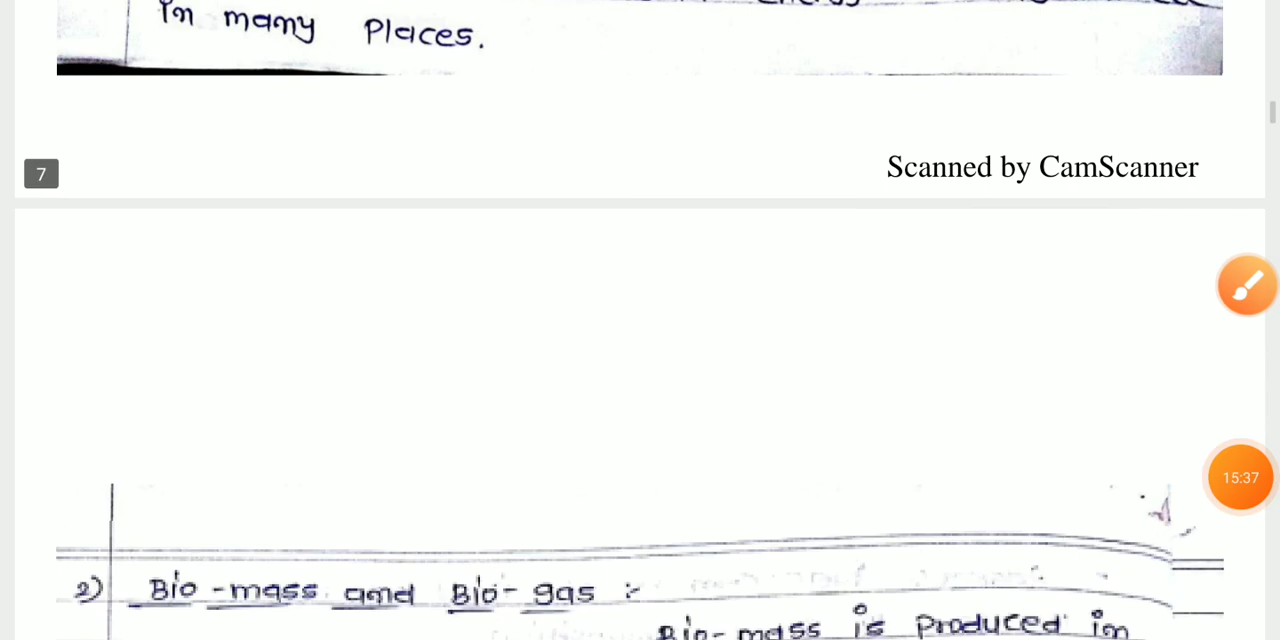 in many Places.
7
Scanned by CamScanner
15:37
2) Bio-mass and Bio-gas :-
Bio-mass is produced in